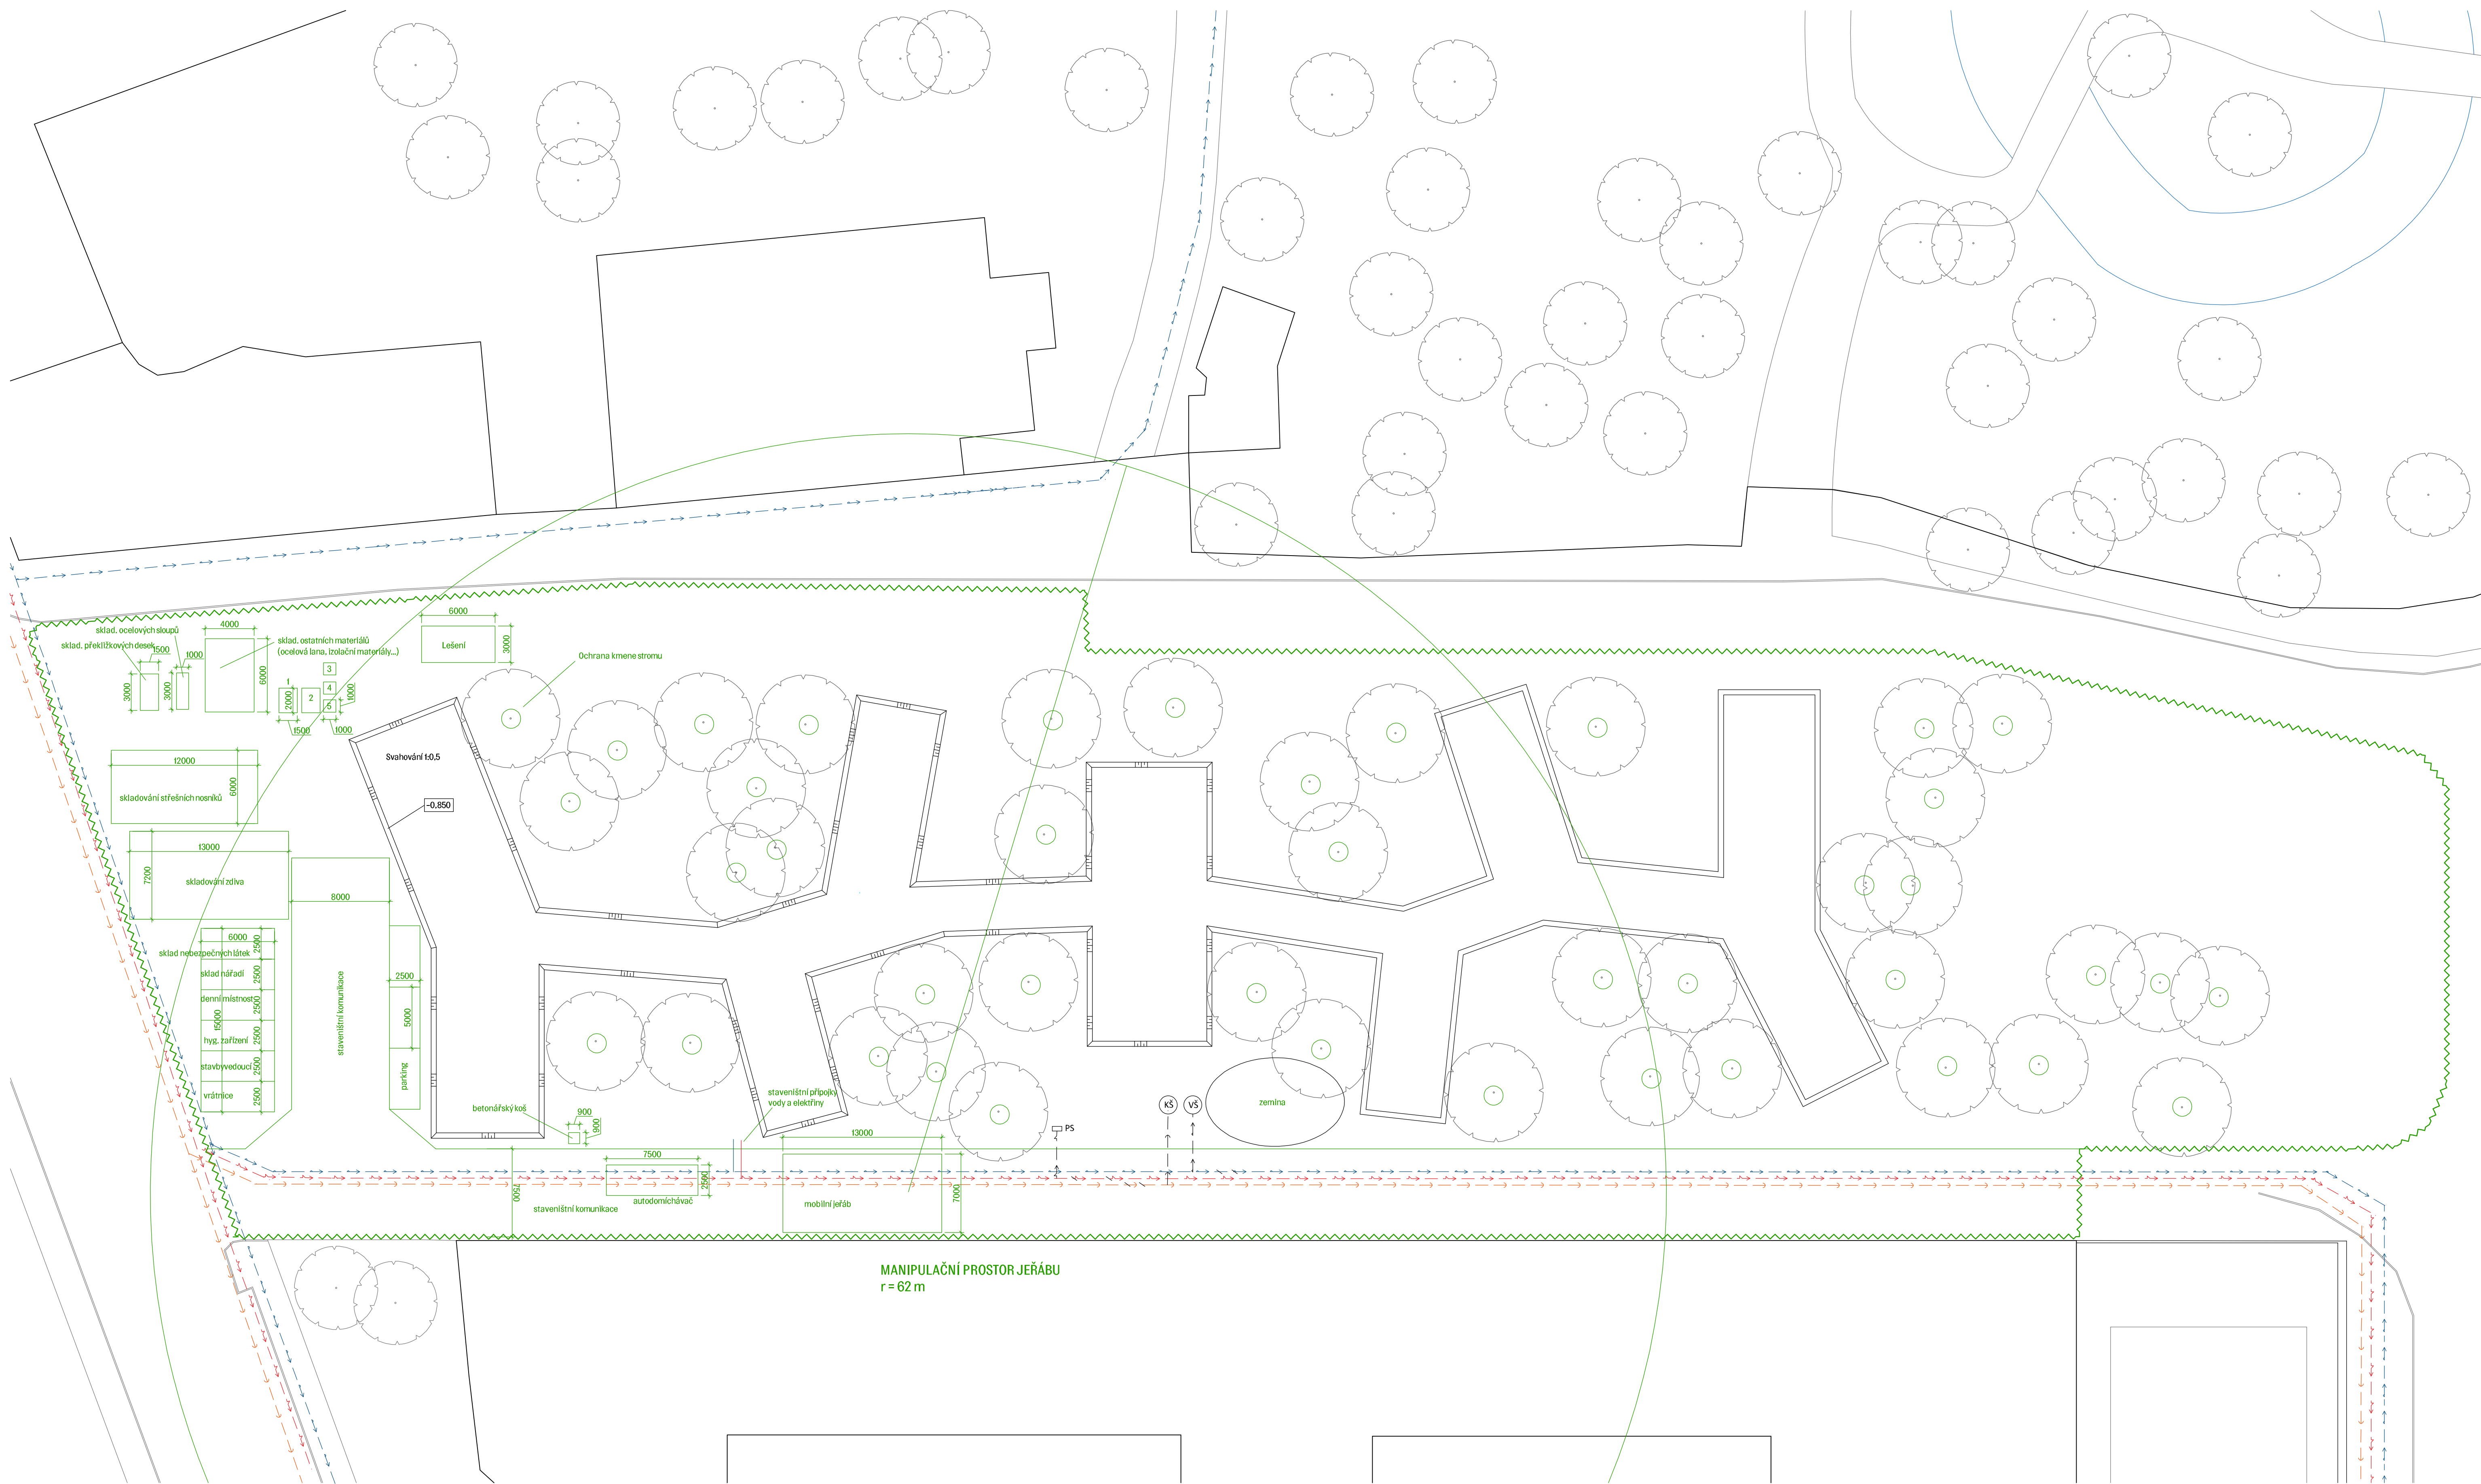 sklad. ocelových sloupů
sklad. překližkových desek
1500
1000
3000
3000
4000
6000
sklad. ostatních materiálů
(ocelová lana, izolační materiály...)
3
4
5
1
2
2000
1500
1000
1000
6000
Lešení
3000
Ochrana kmene stromu
Svahování 1:0,5
-0.850
12000
6000
skladování střešních nosníků
13000
7200
skladování zdiva
8000
6000
2500
sklad nebezpečných látek
sklad nářadí
2500
denní místnost
2500
15000
hyg. zařízení
2500
stavbyvedoucí
2500
vrátnice
2500
staveništní komunikace
2500
5000
parking
betonářský koš
900
900
staveništní přípojky
vody a elektřiny
13000
7000
mobilní jeřáb
7500
2500
autodomíchávač
7500
staveništní komunikace
PS
KŠ
VŠ
zemina
MANIPULAČNÍ PROSTOR JEŘÁBU
r = 62 m